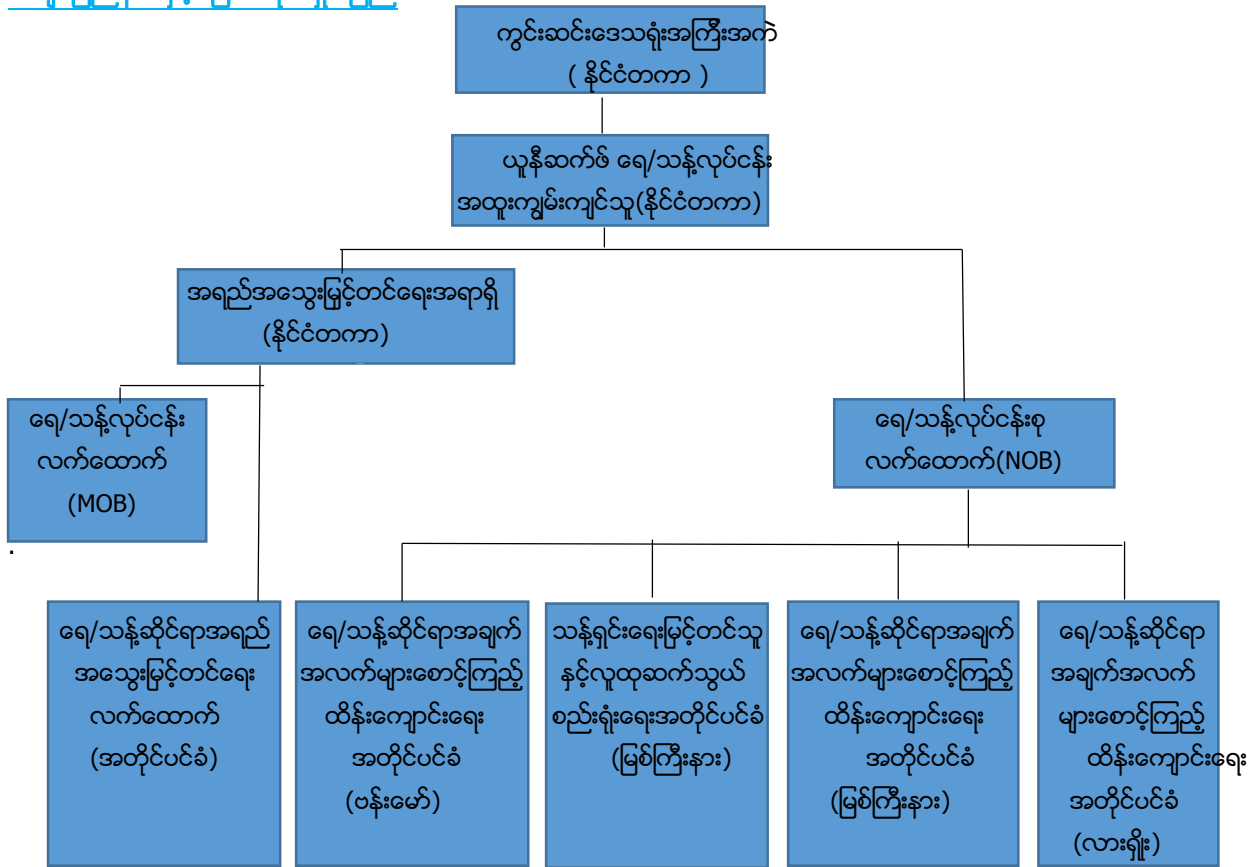 ကွင်းဆင်းဒေသရုံးအကြီးအကဲ
( နိုင်ငံတကာ )
ယူနီဆက်ဖ် ရေ/သန့်လုပ်ငန်း
အထူးကျွမ်းကျင်သူ(နိုင်ငံတကာ)
အရည်အသွေးမြှင့်တင်ရေးအရာရှိ
(နိုင်ငံတကာ)
ရေ/သန့်လုပ်ငန်း
လက်ထောက်
(MOB)
ရေ/သန့်လုပ်ငန်းစု
လက်ထောက်(NOB)
.
ရေ/သန့်ဆိုင်ရာအရည်
အသွေးမြှင့်တင်ရေး
လက်ထောက်
(အတိုင်ပင်ခံ)
ရေ/သန့်ဆိုင်ရာအချက်
အလက်များစောင့်ကြည့်
ထိန်းကျောင်းရေး
အတိုင်ပင်ခံ
(ဗန်းမော်)
သန့်ရှင်းရေးမြှင့်တင်သူ
နှင့်လူထုဆက်သွယ်
စည်းရုံးရေးအတိုင်ပင်ခံ
(မြစ်ကြီးနား)
ရေ/သန့်ဆိုင်ရာအချက်
အလက်များစောင့်ကြည့်
ထိန်းကျောင်းရေး
အတိုင်ပင်ခံ
(မြစ်ကြီးနား)
ရေ/သန့်ဆိုင်ရာ
အချက်အလက်
များစောင့်ကြည့်
ထိန်းကျောင်းရေး
အတိုင်ပင်ခံ
(လားရှိုး)